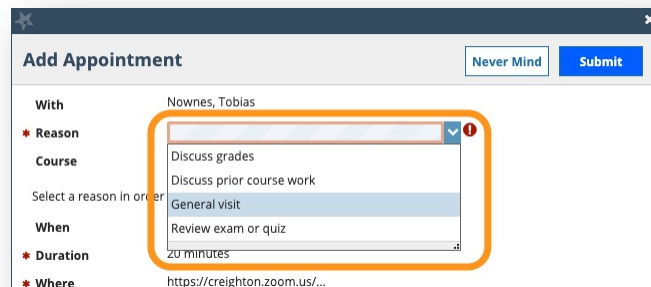 Add Appointment
Never Mind
Submit
With
Nownes, Tobias
* Reason
Discuss grades
Course
Discuss prior course work
Select a reason in order
General visit
When
Review exam or quiz
* Duration
20 minutes
* Where
https://creighton.zoom.us/...